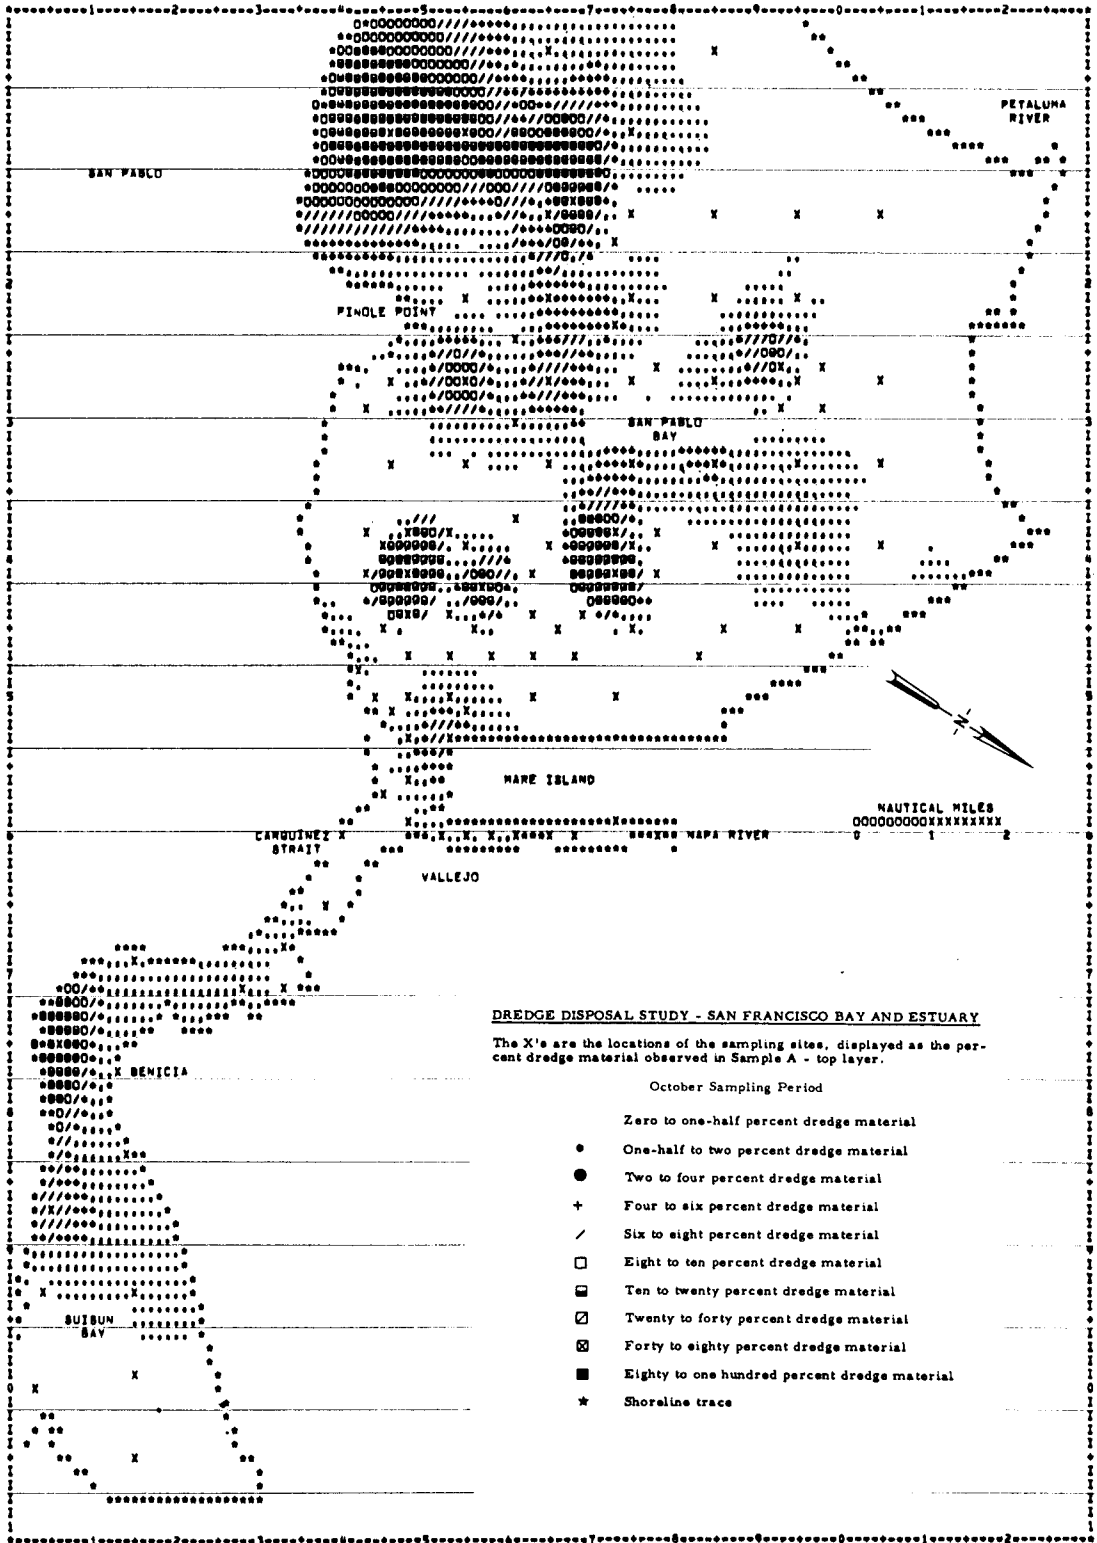 PETALUMA
RIVER
SAN PABLO
PINOLE POINT
SAN PABLO
BAY
N
MARE ISLAND
NAUTICAL MILES
OOOOOOOOOXXXXXXXXXX
0 1 2
CARQUINEZ
STRAIT
NAPA RIVER
VALLEJO
DREDGE DISPOSAL STUDY - SAN FRANCISCO BAY AND ESTUARY
The X's are the locations of the sampling sites, displayed as the per-
cent dredge material observed in Sample A - top layer.
October Sampling Period
BENICIA
Zero to one-half percent dredge material
One-half to two percent dredge material
Two to four percent dredge material
+ Four to six percent dredge material
/ Six to eight percent dredge material
Eight to ten percent dredge material
Ten to twenty percent dredge material
Twenty to forty percent dredge material
Forty to eighty percent dredge material
Eighty to one hundred percent dredge material
★ Shoreline trace
SUISUN
BAY